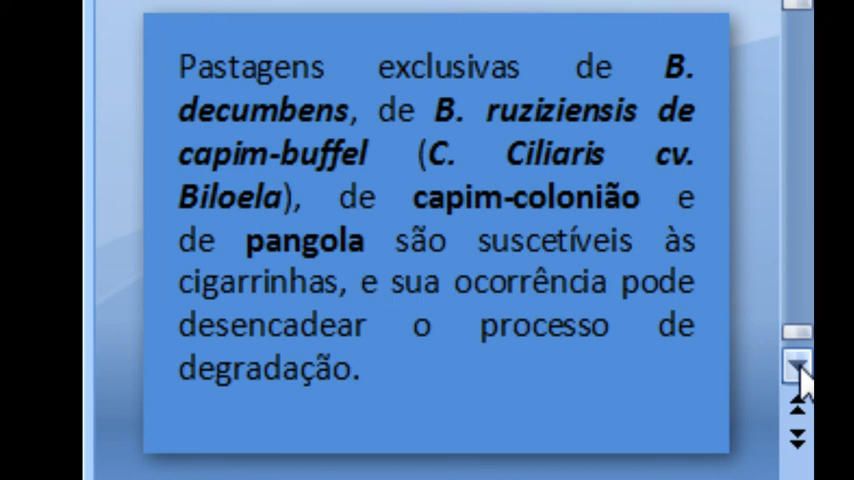 Pastagens exclusivas de B.
decumbens, de B. ruziziensis de
capim-buffel (C. Ciliaris cv.
Biloela), de capim-colonião e
de pangola são suscetíveis às
cigarrinhas, e sua ocorrência pode
desencadear o processo de
degradação.